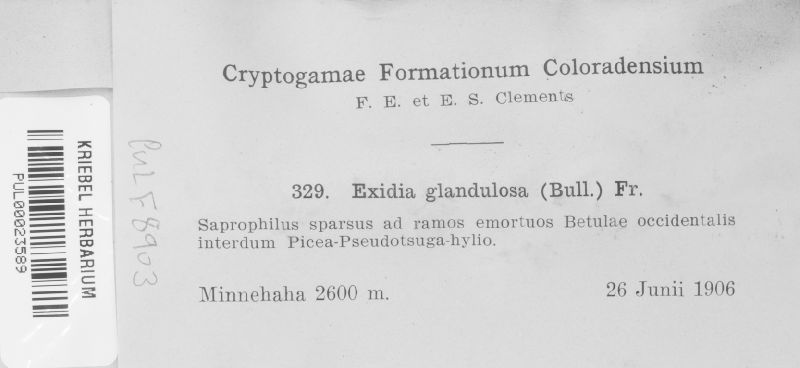 Cryptogamae Formationum Coloradensium
F. E. et E. S. Clements
329. Exidia glandulosa (Bull.) Fr.
Saprophilus sparsus ad ramos emortuos Betulae occidentalis
interdum Picea-Pseudotsuga-hylio.
Minnehaha 2600 m.
26 Junii 1906
KRIEBEL HERBARIUM
PUL00023589
PUL F8903